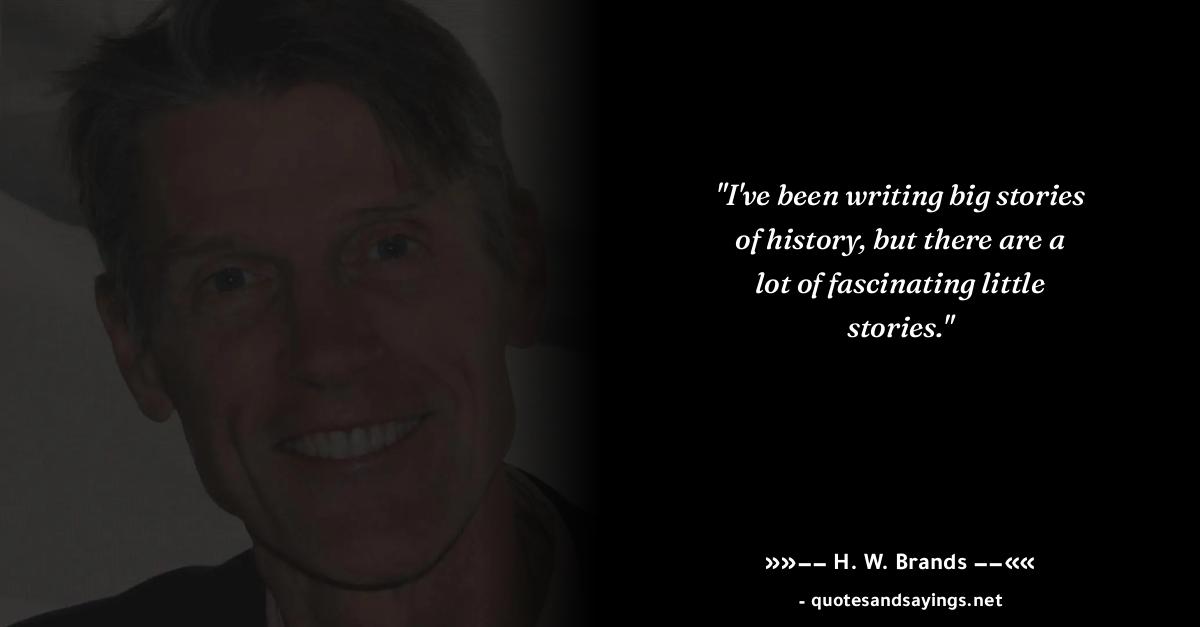 "I've been writing big stories
of history, but there are a
lot of fascinating little
stories."
»»–– H. W. Brands ––««
- quotesandsayings.net